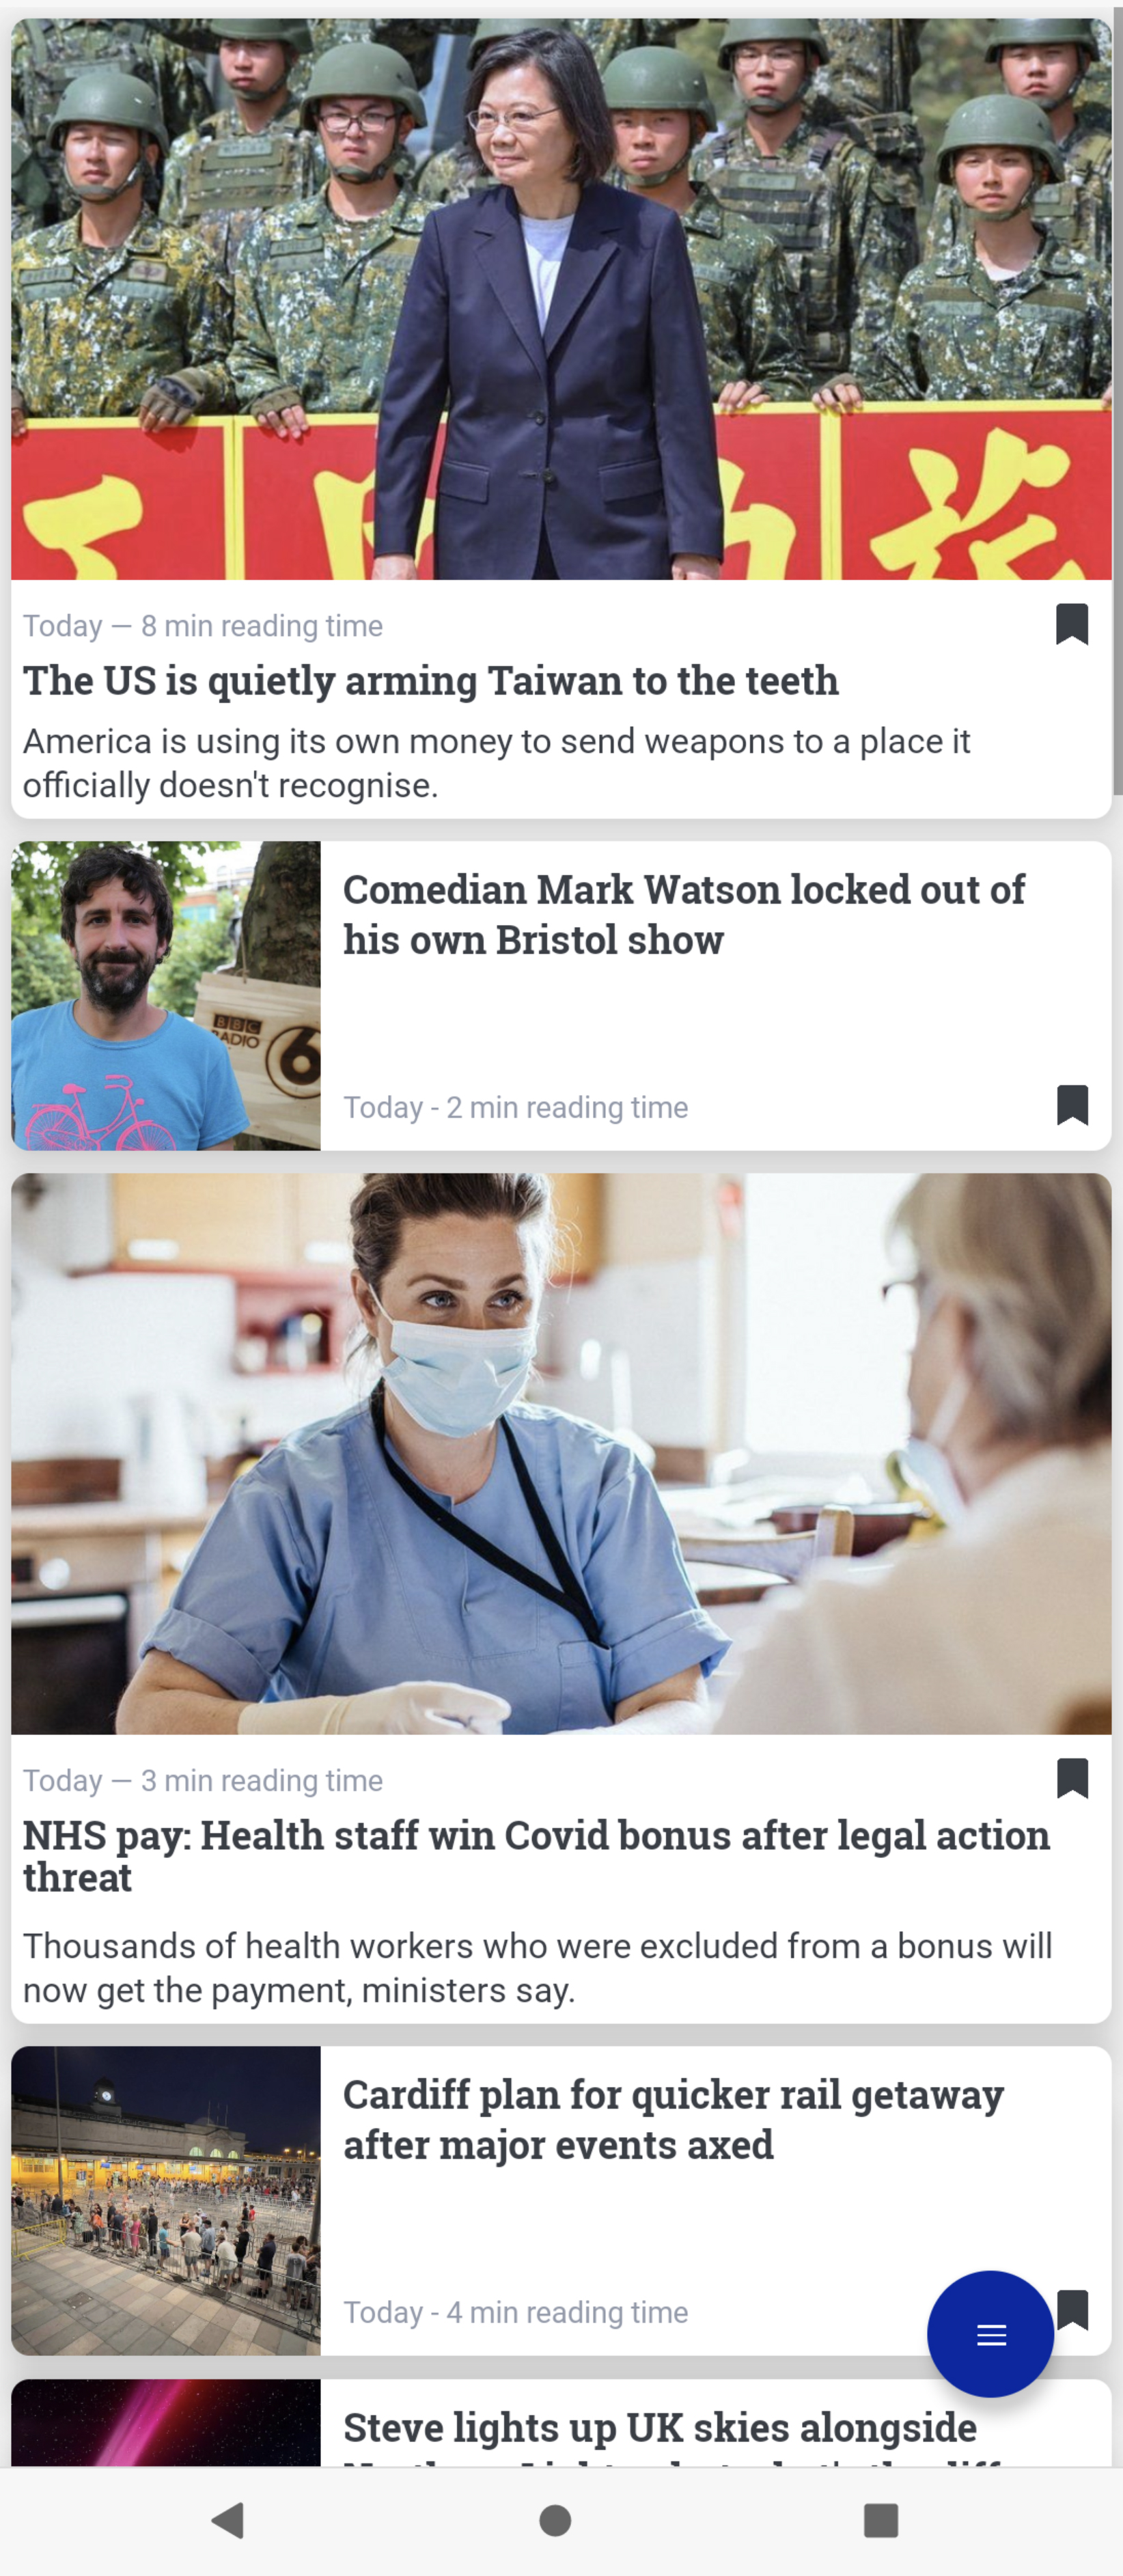 Today — 8 min reading time
The US is quietly arming Taiwan to the teeth
America is using its own money to send weapons to a place it
officially doesn't recognise.
Comedian Mark Watson locked out of
his own Bristol show
BBC
RADIO
6
Today - 2 min reading time
Today — 3 min reading time
NHS pay: Health staff win Covid bonus after legal action
threat
Thousands of health workers who were excluded from a bonus will
now get the payment, ministers say.
Cardiff plan for quicker rail getaway
after major events axed
Today - 4 min reading time
Steve lights up UK skies alongside